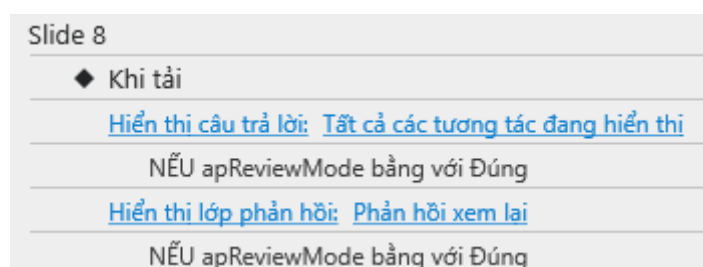 Slide 8
◆ Khi tải
Hiển thị câu trả lời: Tất cả các tương tác đang hiển thị
NẾU apReviewMode bằng với Đúng
Hiển thị lớp phản hồi: Phản hồi xem lại
NẾU apReviewMode bằng với Đúng